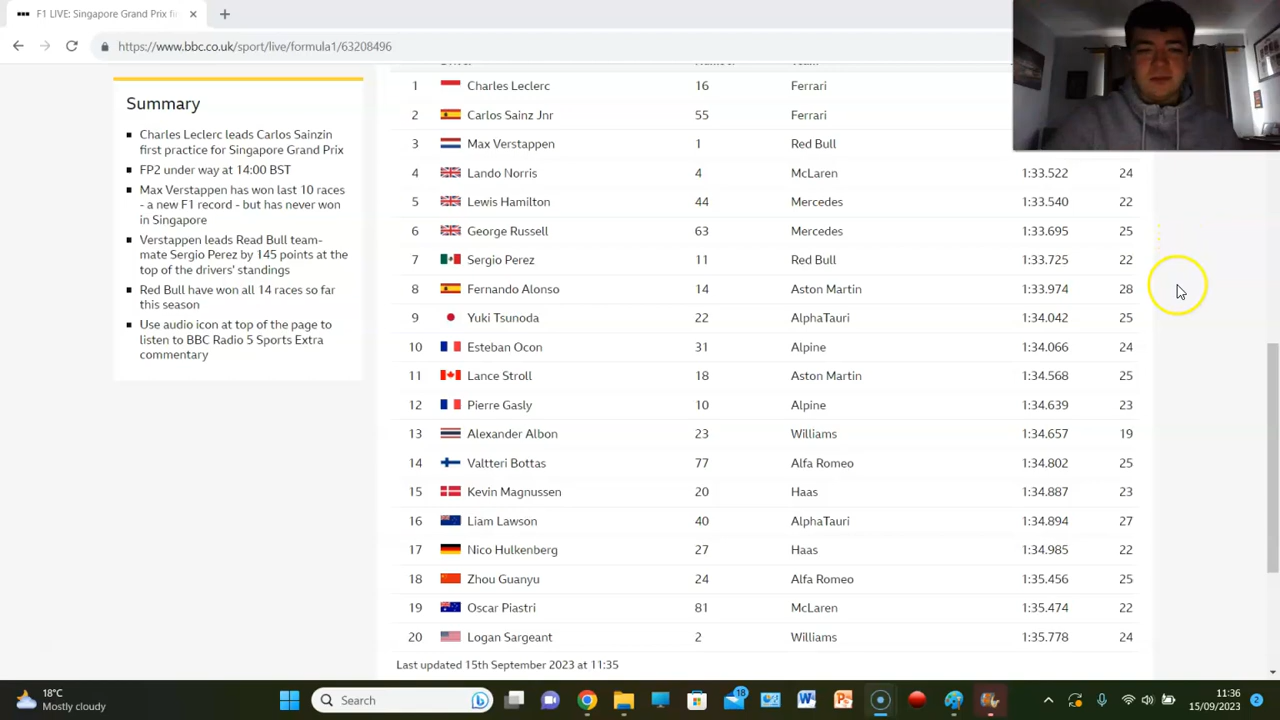 F1 LIVE: Singapore Grand Prix fi
https://www.bbc.co.uk/sport/live/formula1/63208496
Summary
Charles Leclerc leads Carlos Sainzin
first practice for Singapore Grand Prix
FP2 under way at 14:00 BST
Max Verstappen has won last 10 races
- a new F1 record - but has never won
in Singapore
Verstappen leads Read Bull team-
mate Sergio Perez by 145 points at the
top of the drivers' standings
Red Bull have won all 14 races so far
this season
Use audio icon at top of the page to
listen to BBC Radio 5 Sports Extra
commentary
1 Charles Leclerc 16 Ferrari
2 Carlos Sainz Jnr 55 Ferrari
3 Max Verstappen 1 Red Bull
4 Lando Norris 4 McLaren 1:33.522 24
5 Lewis Hamilton 44 Mercedes 1:33.540 22
6 George Russell 63 Mercedes 1:33.695 25
7 Sergio Perez 11 Red Bull 1:33.725 22
8 Fernando Alonso 14 Aston Martin 1:33.974 28
9 Yuki Tsunoda 22 AlphaTauri 1:34.042 25
10 Esteban Ocon 31 Alpine 1:34.066 24
11 Lance Stroll 18 Aston Martin 1:34.568 25
12 Pierre Gasly 10 Alpine 1:34.639 23
13 Alexander Albon 23 Williams 1:34.657 19
14 Valtteri Bottas 77 Alfa Romeo 1:34.802 25
15 Kevin Magnussen 20 Haas 1:34.887 23
16 Liam Lawson 40 AlphaTauri 1:34.894 27
17 Nico Hulkenberg 27 Haas 1:34.985 22
18 Zhou Guanyu 24 Alfa Romeo 1:35.456 25
19 Oscar Piastri 81 McLaren 1:35.474 22
20 Logan Sargeant 2 Williams 1:35.778 24
Last updated 15th September 2023 at 11:35
18°C
Mostly cloudy
Search
18
11:36
15/09/2023
2